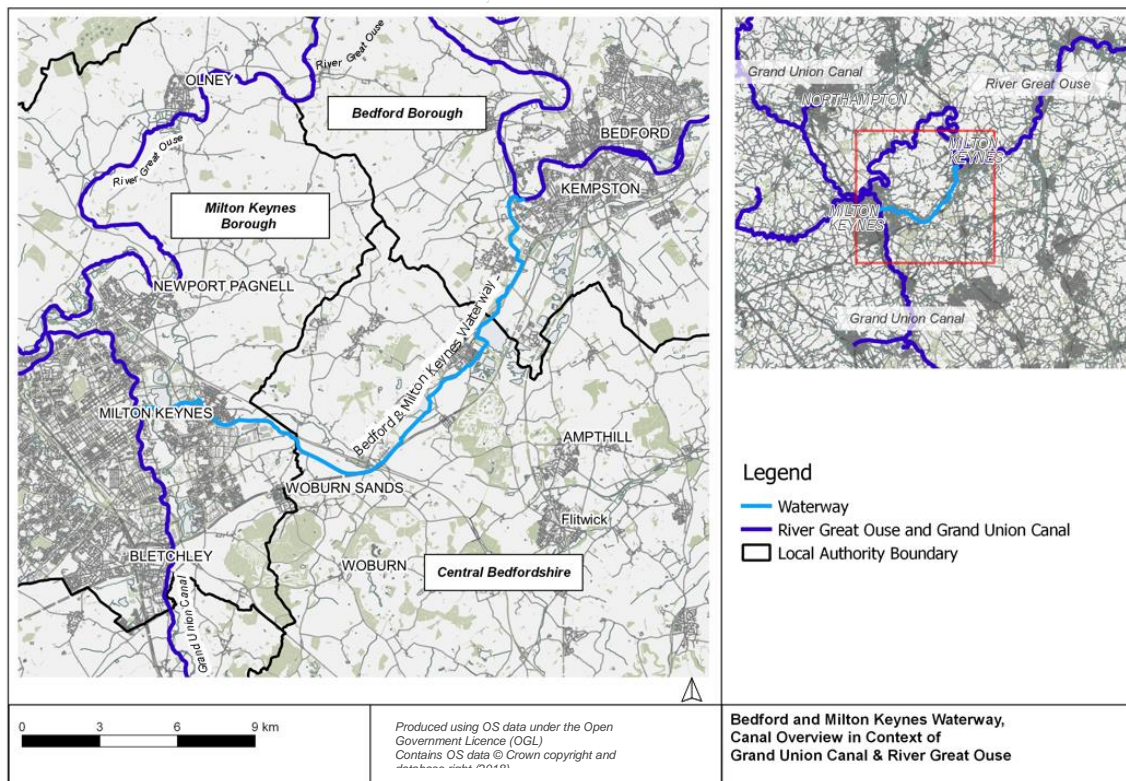 River Great Ouse
OLNEY
Bedford Borough
BEDFORD
River Great Ouse
KEMPSTON
Milton Keynes
Borough
NEWPORT PAGNELL
Bedford & Milton Keynes Waterway
MILTON KEYNES
AMPTHILL
WOBURN SANDS
Flitwick
BLETCHLEY
WOBURN
Central Bedfordshire
Grand Union Canal
Grand Union Canal
River Great Ouse
NORTHAMPTON
MILTON
KEYNES
MILTON
KEYNES
Grand Union Canal
Legend
Waterway
River Great Ouse and Grand Union Canal
Local Authority Boundary
0 3 6 9 km
Produced using OS data under the Open
Government Licence (OGL)
Contains OS data © Crown copyright and
database right (2018)
Bedford and Milton Keynes Waterway,
Canal Overview in Context of
Grand Union Canal & River Great Ouse